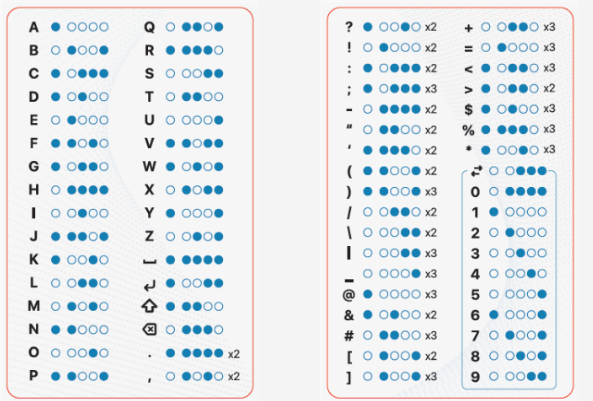 A Q
B R
C S
D T
E U
F V
G W
H X
I Y
J Z
K ⎵
L ↵
M ⇧
N ⌫
O . x2
P , x2
? x2 + x3
! x2 = x3
: x2 < x3
; x3 > x2
- x2 $ x3
“ x2 % x3
‘ x2 * x3
( x2 ⇄
) x3 0
/ x2 1
\ x2 2
| x2 3
_ x3 4
@ x3 5
& x2 6
# x3 7
[ x2 8
] x3 9